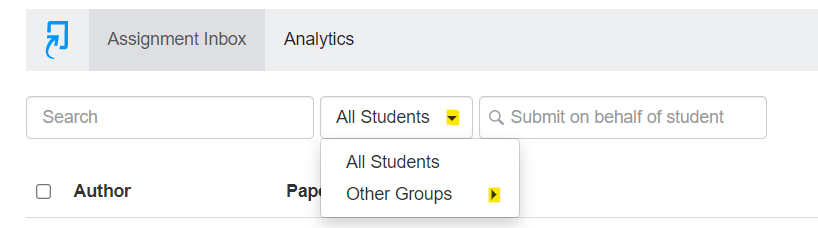 Assignment Inbox Analytics
Search All Students Submit on behalf of student
All Students
Other Groups
Author